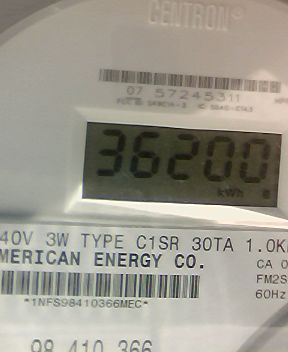 CENTRON®
07 57245311
36200
kWh
40V 3W TYPE C1SR 30TA 1.0K
MERICAN ENERGY CO.
CA 0
FM2S
60Hz
*1NFS98410366MEC*
98 410 366